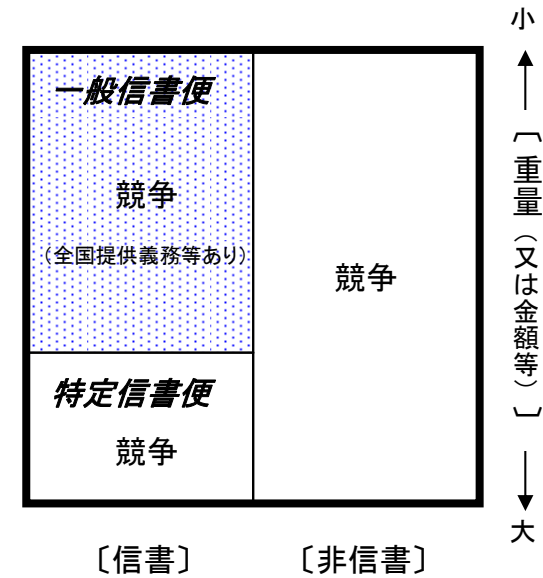 小
一般信書便
競争
(全国提供義務等あり)
競争
特定信書便
競争
〔重量(又は金額等)〕
大
〔信書〕
〔非信書〕